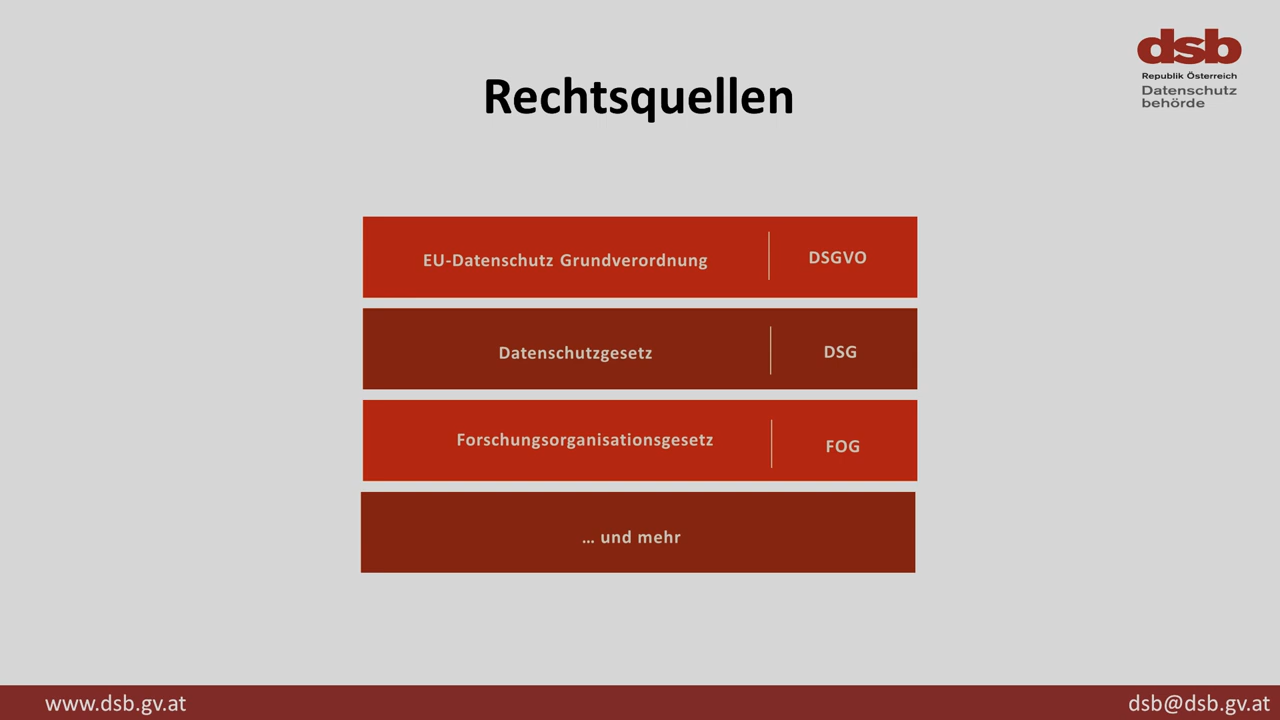 dsb
Republik Österreich
Datenschutz
behörde
Rechtsquellen
EU-Datenschutz Grundverordnung
DSGVO
Datenschutzgesetz
DSG
Forschungsorganisationsgesetz
FOG
… und mehr
www.dsb.gv.at
dsb@dsb.gv.at